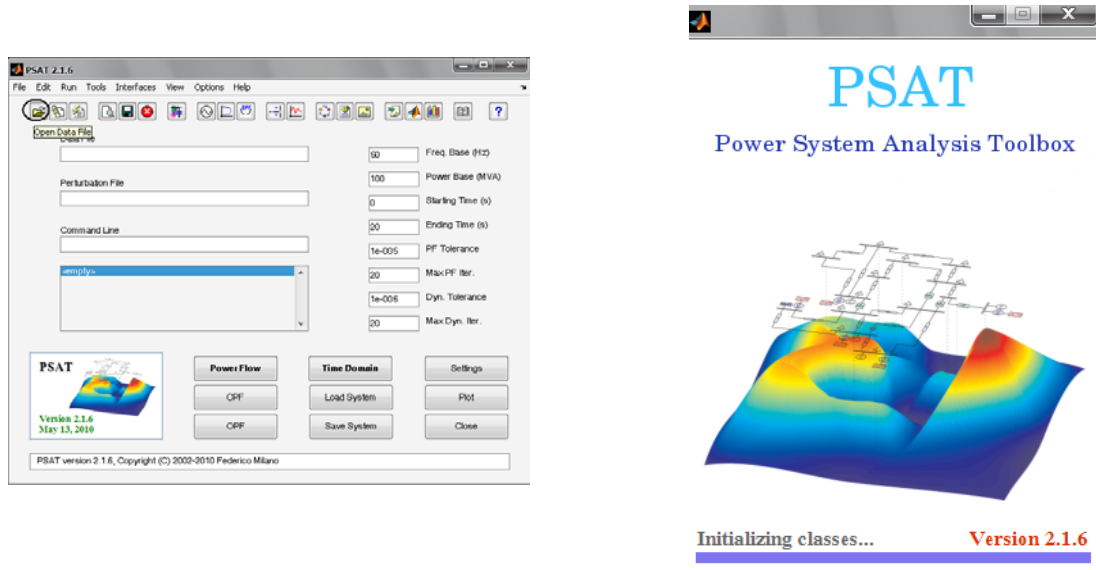 PSAT 2.1.6
File Edit Run Tools Interfaces View Options Help
Open Data File
Freq. Base (Hz)
50
Power Base (MVA)
100
Perturbation File
Starting Time (s)
0
Command Line
Ending Time (s)
20
PF Tolerance
1e-005
<empty>
Max PF Iter.
20
Dyn. Tolerance
1e-006
Max Dyn. Iter.
20
PSAT
Version 2.1.6
May 13, 2010
Power Flow
Time Domain
Settings
CPF
Load System
Plot
OPF
Save System
Close
PSAT version 2.1.6, Copyright (C) 2002-2010 Federico Milano
PSAT
Power System Analysis Toolbox
Initializing classes...
Version 2.1.6